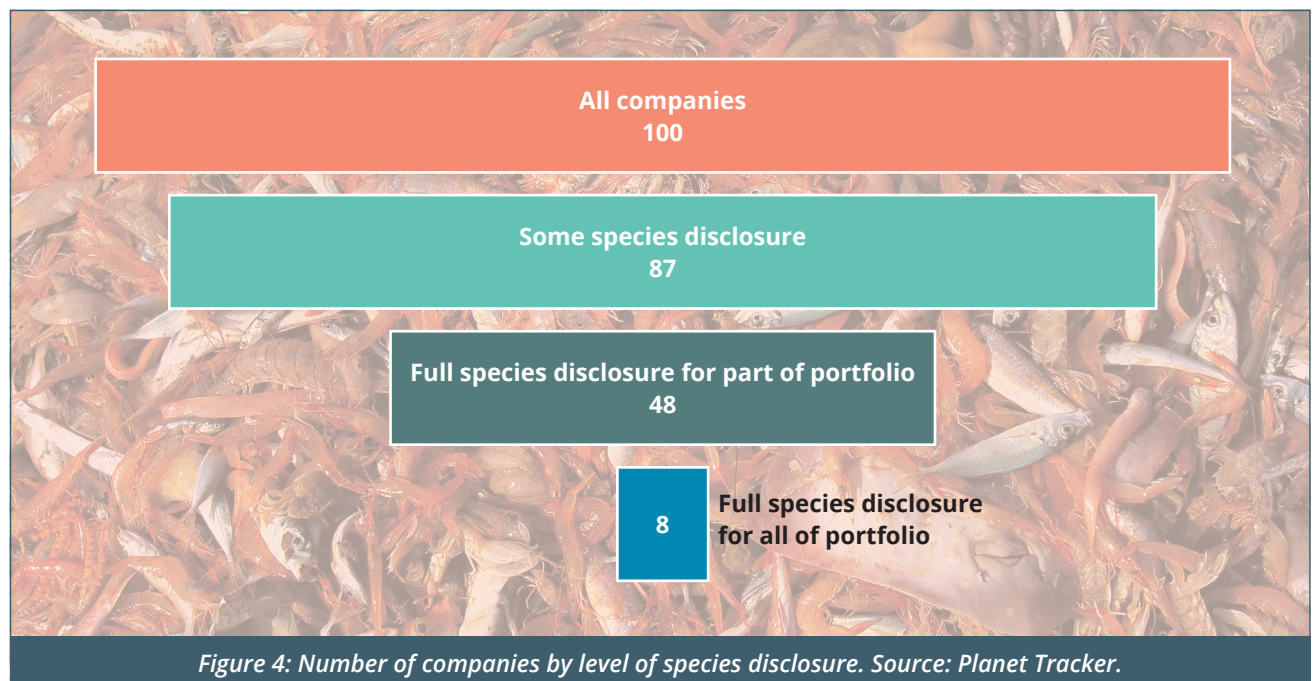 All companies
100
Some species disclosure
87
Full species disclosure for part of portfolio
48
8
Full species disclosure
for all of portfolio
Figure 4: Number of companies by level of species disclosure. Source: Planet Tracker.